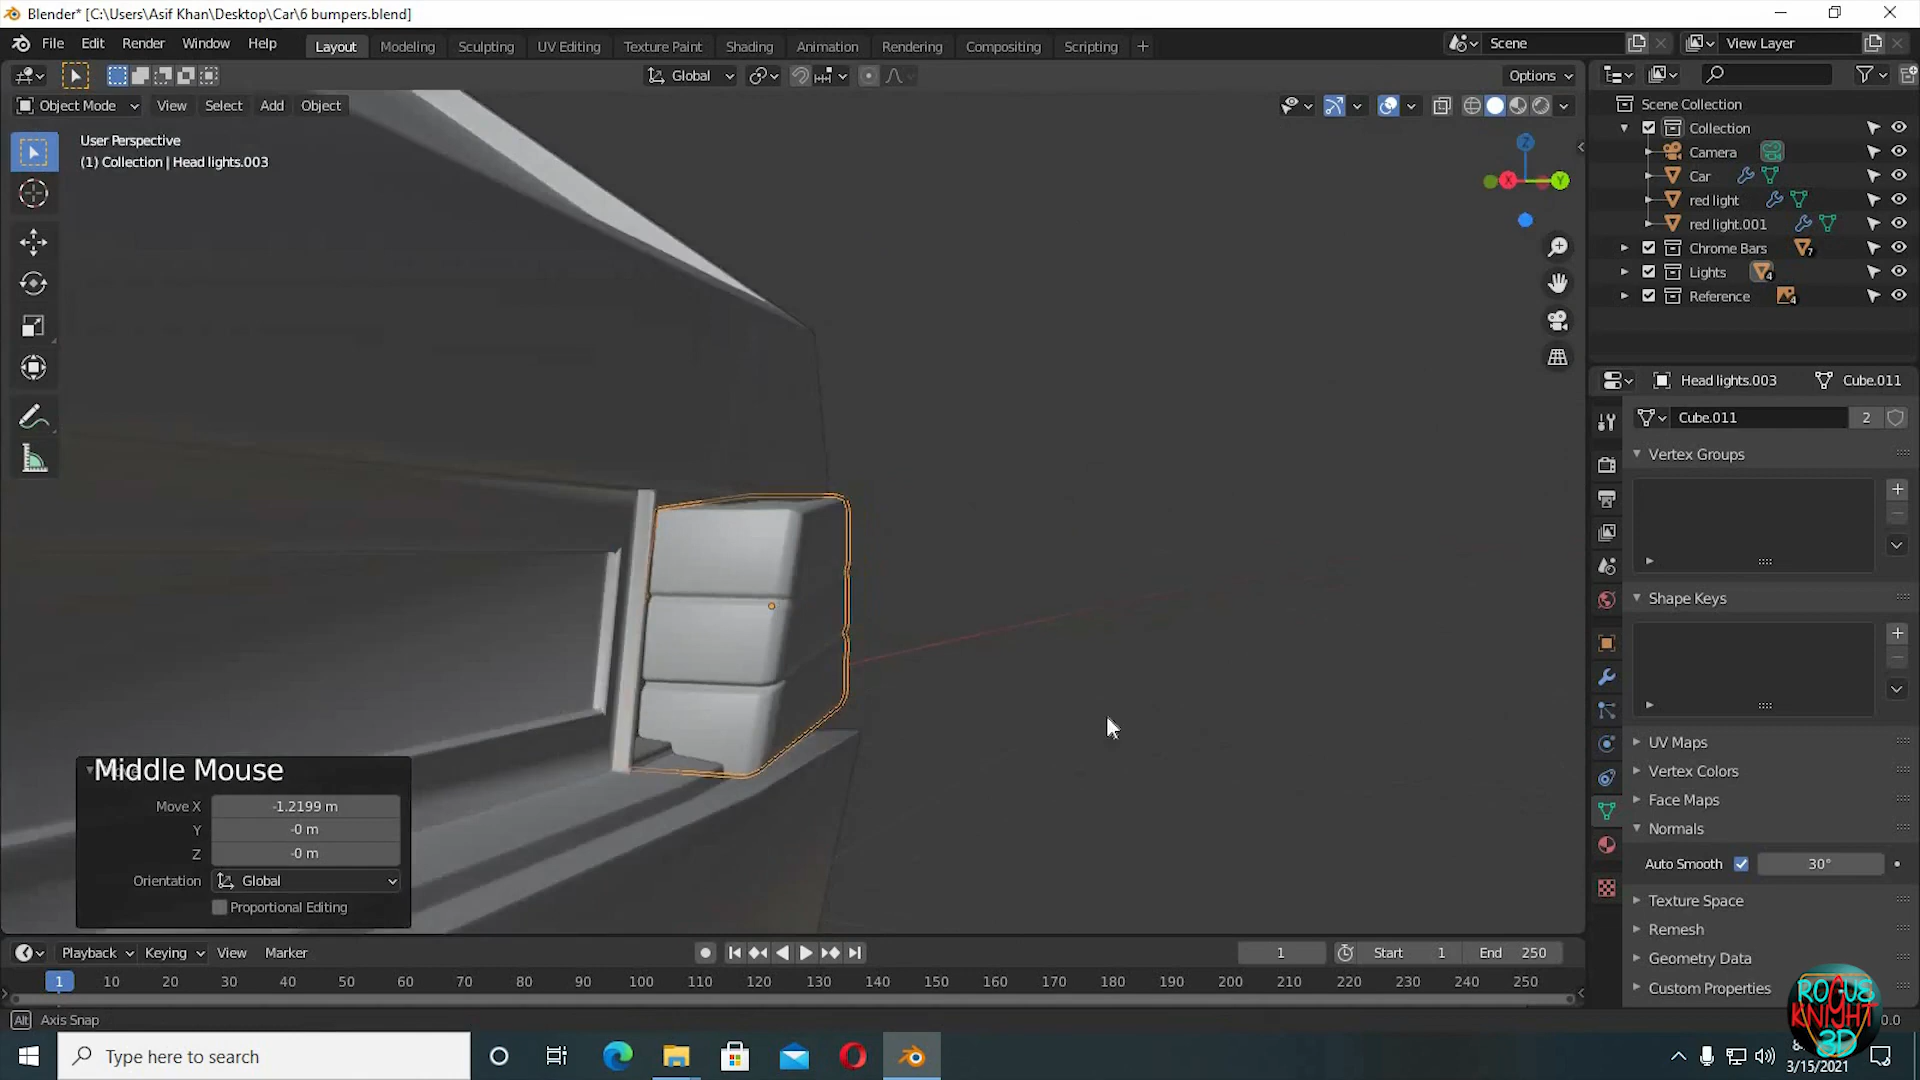 Blender* [C:\Users\Asif Khan\Desktop\Car\6 bumpers.blend]
File Edit Render Window Help
Layout Modeling Sculpting UV Editing Texture Paint Shading Animation Rendering Compositing Scripting
Scene
View Layer
Global
Options
Object Mode View Select Add Object
User Perspective
(1) Collection | Head lights.003
Z
X
Y
Scene Collection
Collection
Camera
Car
red light
red light.001
Chrome Bars 7
Lights 4
Reference 4
Head lights.003 Cube.011
Cube.011 2
Vertex Groups
Shape Keys
UV Maps
Vertex Colors
Face Maps
Normals
Auto Smooth 30°
Texture Space
Remesh
Geometry Data
Custom Properties
Middle Mouse
Move X -1.2199 m
Y -0 m
Z -0 m
Orientation Global
Proportional Editing
Playback Keying View Marker
1
Start 1
End 250
1 10 20 30 40 50 60 70 80 90 100 110 120 130 140 150 160 170 180 190 200 210 220 230 240 250
Alt Axis Snap
ROGUE
KNIGHT
3D
Type here to search
3/15/2021